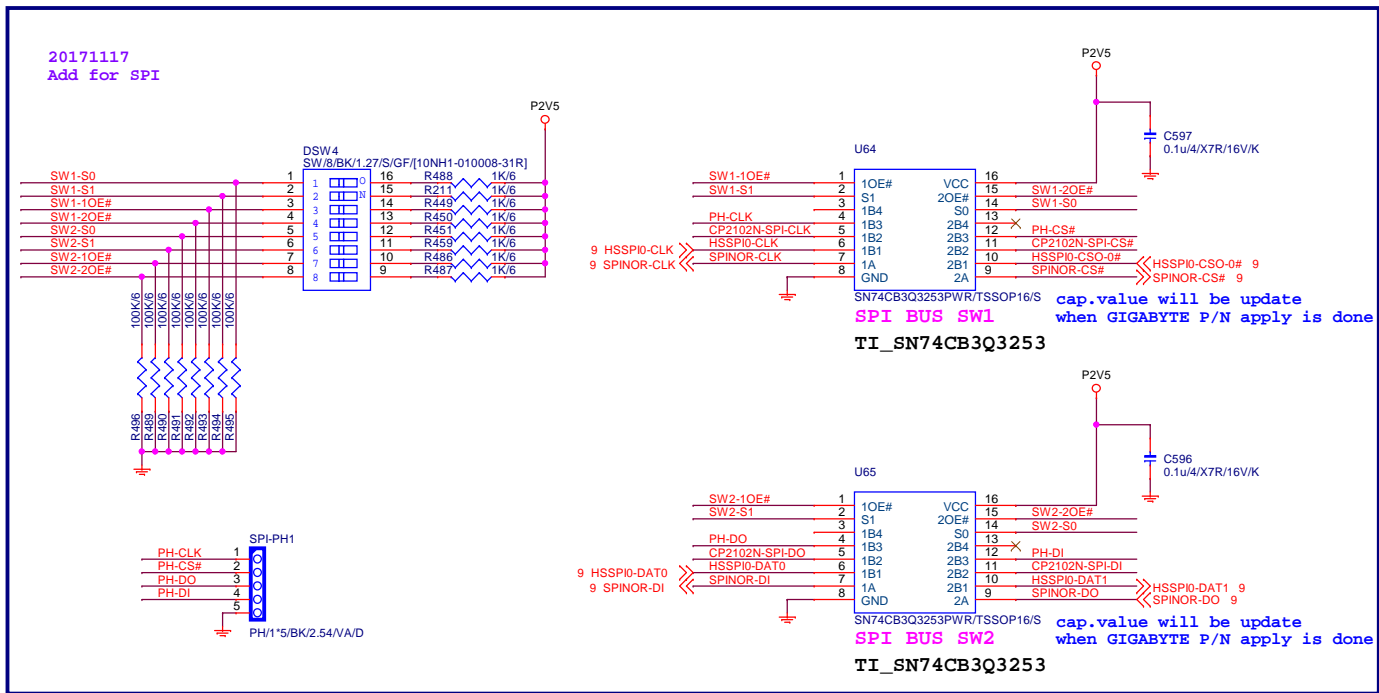 20171117
Add for SPI
DSW4
SW/8/BK/1.27/S/GF/[10NH1-010008-31R]
P2V5
SW1-S0 1 1 O 16 R488 1K/6
SW1-S1 2 2 N 15 R211 1K/6
SW1-1OE# 3 3 14 R449 1K/6
SW1-2OE# 4 4 13 R450 1K/6
SW2-S0 5 5 12 R451 1K/6
SW2-S1 6 6 11 R459 1K/6
SW2-1OE# 7 7 10 R486 1K/6
SW2-2OE# 8 8 9 R487 1K/6
100K/6 100K/6 100K/6 100K/6 100K/6 100K/6 100K/6 100K/6
R496 R489 R490 R491 R492 R493 R494 R495
SPI-PH1
PH-CLK 1
PH-CS# 2
PH-DO 3
PH-DI 4
5
PH/1*5/BK/2.54/VA/D
P2V5
C597
0.1u/4/X7R/16V/K
U64
SW1-1OE# 1 1OE# VCC 16
SW1-S1 2 S1 2OE# 15 SW1-2OE#
3 1B4 S0 14 SW1-S0
PH-CLK 4 1B3 2B4 13
CP2102N-SPI-CLK 5 1B2 2B3 12 PH-CS#
9 HSSPI0-CLK HSSPI0-CLK 6 1B1 2B2 11 CP2102N-SPI-CS#
9 SPINOR-CLK SPINOR-CLK 7 1A 2B1 10 HSSPI0-CSO-0# HSSPI0-CSO-0# 9
8 GND 2A 9 SPINOR-CS# SPINOR-CS# 9
SN74CB3Q3253PWR/TSSOP16/S
SPI BUS SW1
TI_SN74CB3Q3253
cap.value will be update
when GIGABYTE P/N apply is done
P2V5
C596
0.1u/4/X7R/16V/K
U65
SW2-1OE# 1 1OE# VCC 16
SW2-S1 2 S1 2OE# 15 SW2-2OE#
3 1B4 S0 14 SW2-S0
PH-DO 4 1B3 2B4 13
CP2102N-SPI-DO 5 1B2 2B3 12 PH-DI
9 HSSPI0-DAT0 HSSPI0-DAT0 6 1B1 2B2 11 CP2102N-SPI-DI
9 SPINOR-DI SPINOR-DI 7 1A 2B1 10 HSSPI0-DAT1 HSSPI0-DAT1 9
8 GND 2A 9 SPINOR-DO SPINOR-DO 9
SN74CB3Q3253PWR/TSSOP16/S
SPI BUS SW2
TI_SN74CB3Q3253
cap.value will be update
when GIGABYTE P/N apply is done